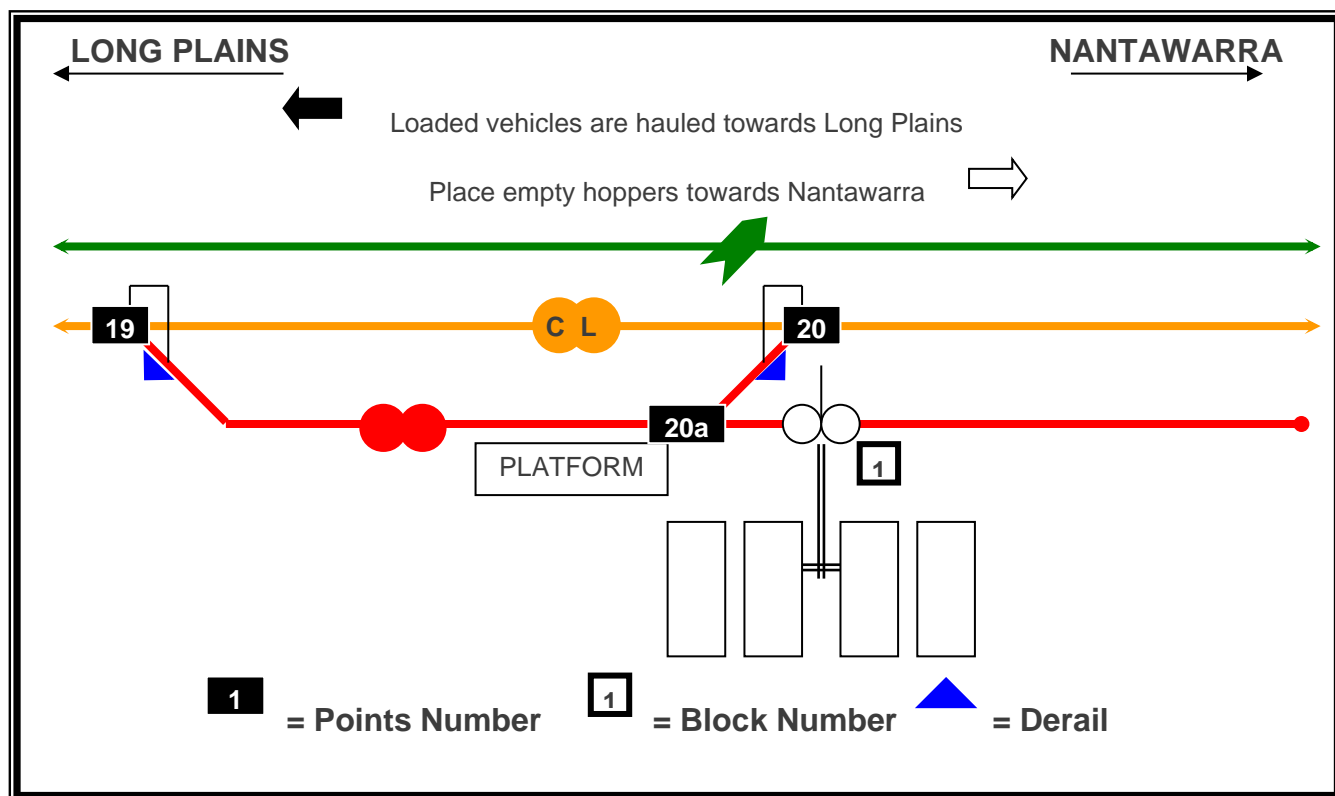 LONG PLAINS
NANTAWARRA
Loaded vehicles are hauled towards Long Plains
Place empty hoppers towards Nantawarra
19
C L
20
20a
PLATFORM
1
1 = Points Number
1 = Block Number
= Derail